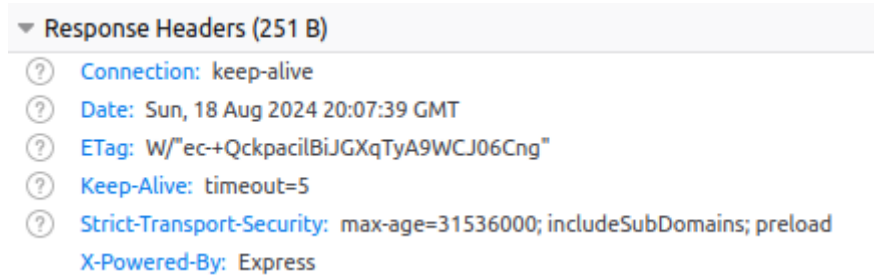 Response Headers (251 B)
Connection: keep-alive
Date: Sun, 18 Aug 2024 20:07:39 GMT
ETag: W/"ec-+QckpacilBiJGXqTyA9WCJ06Cng"
Keep-Alive: timeout=5
Strict-Transport-Security: max-age=31536000; includeSubDomains; preload
X-Powered-By: Express